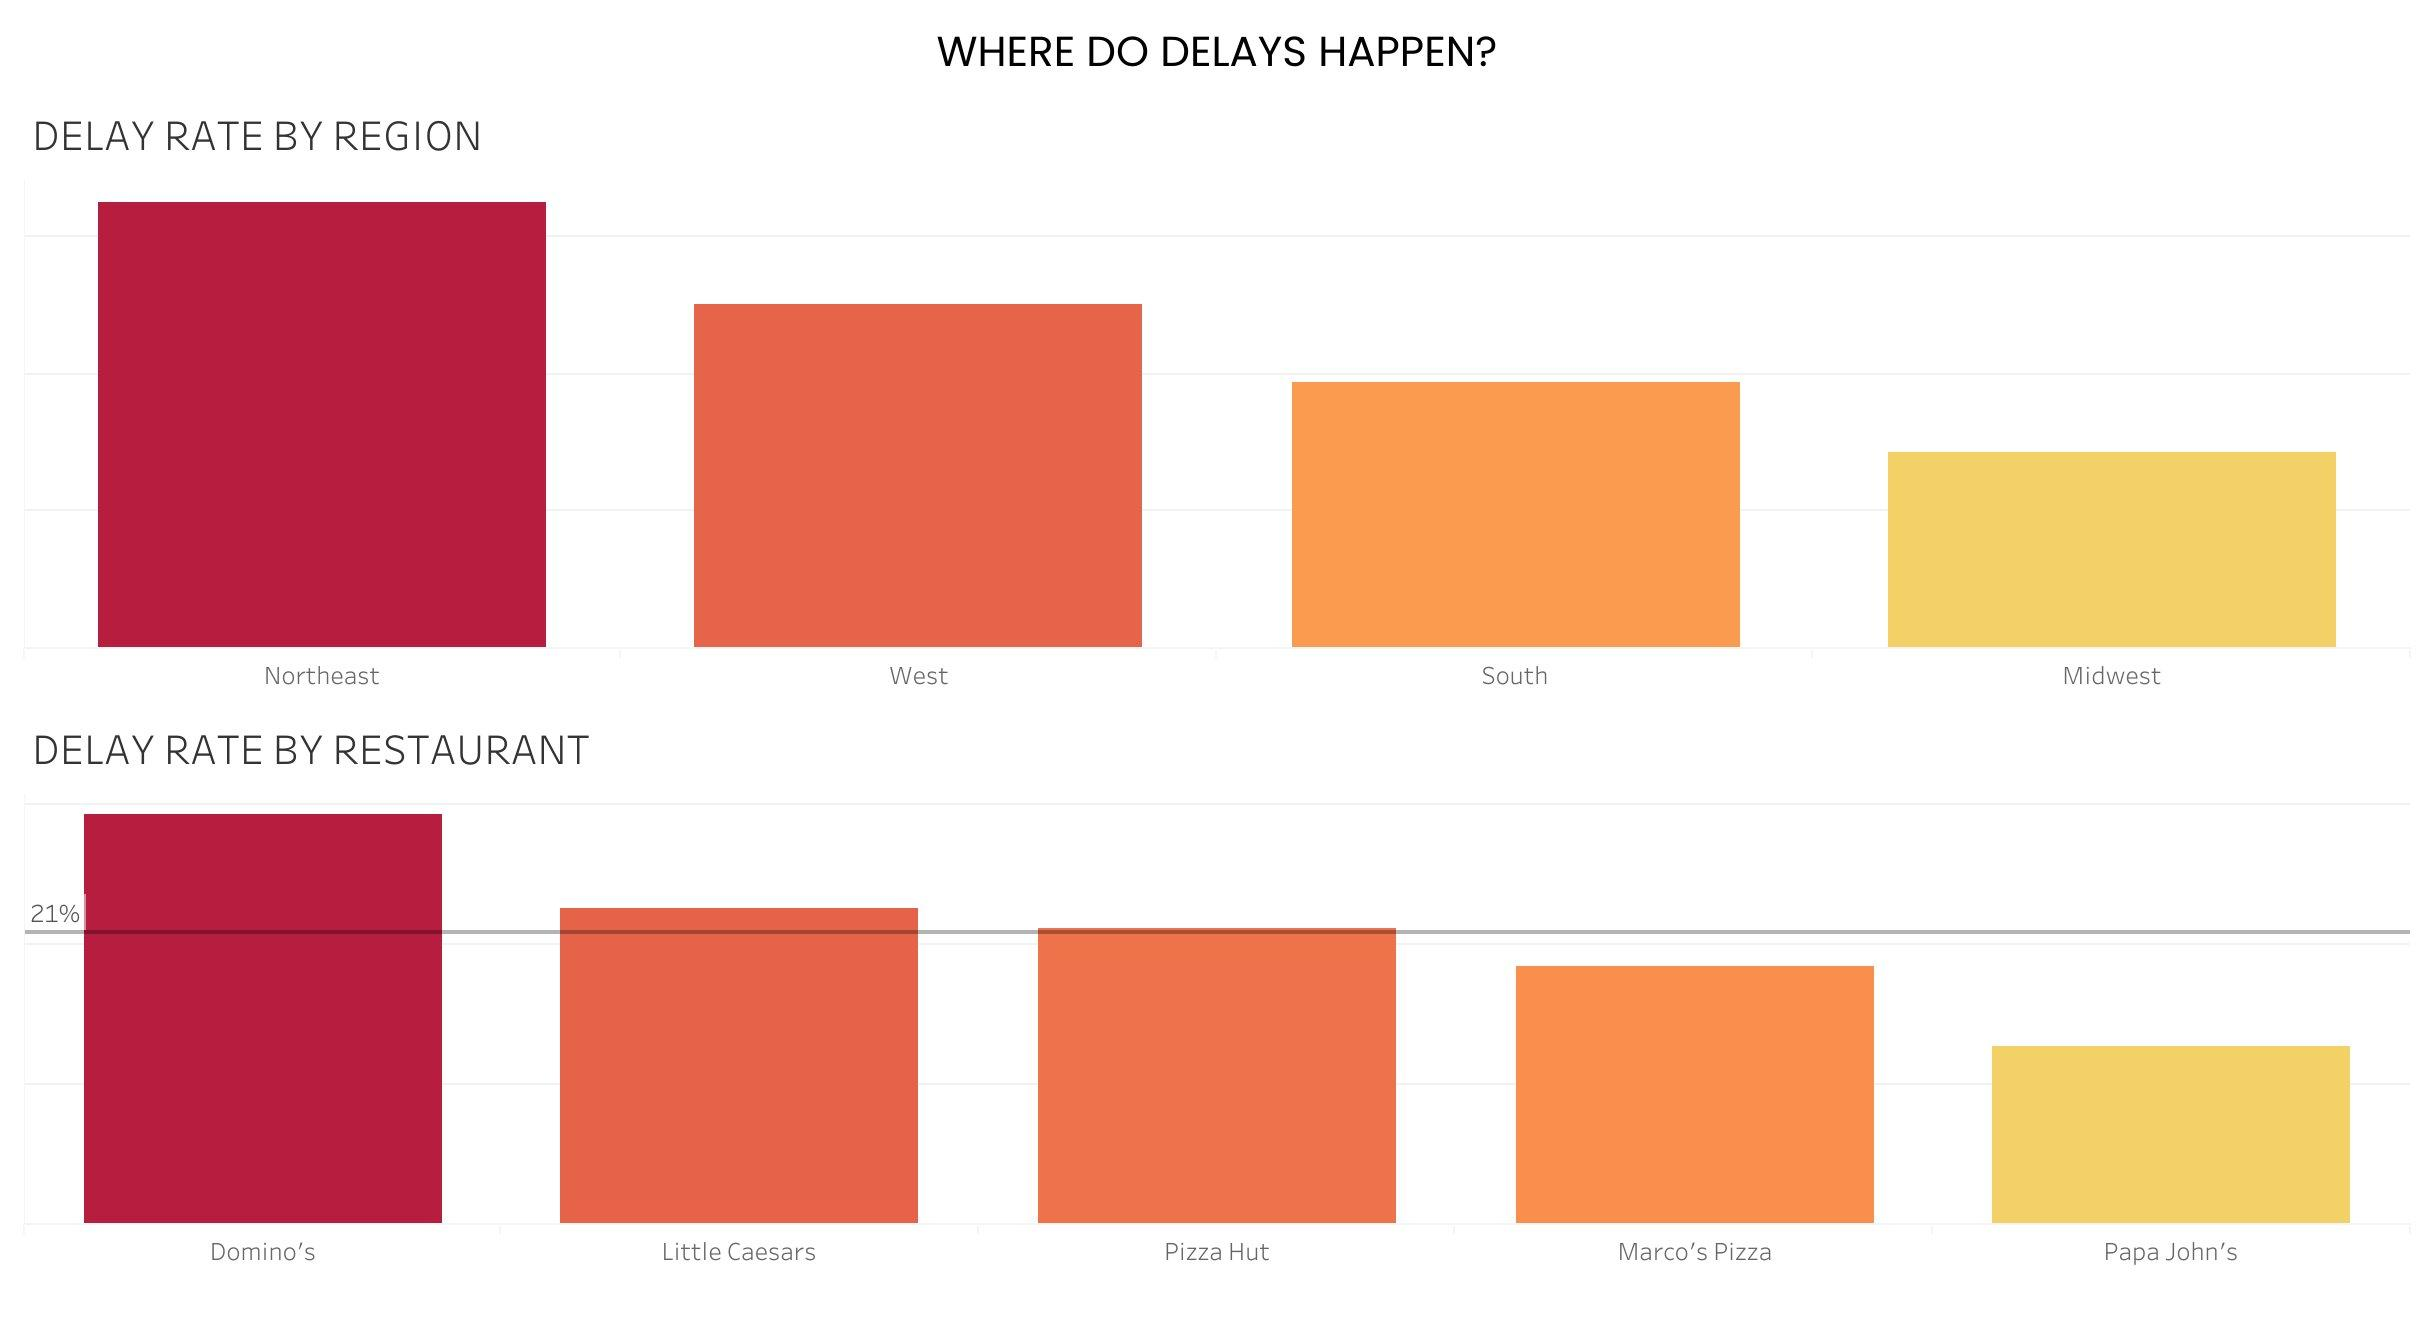 WHERE DO DELAYS HAPPEN?
DELAY RATE BY REGION
Northeast West South Midwest
DELAY RATE BY RESTAURANT
21%
Domino’s Little Caesars Pizza Hut Marco’s Pizza Papa John’s